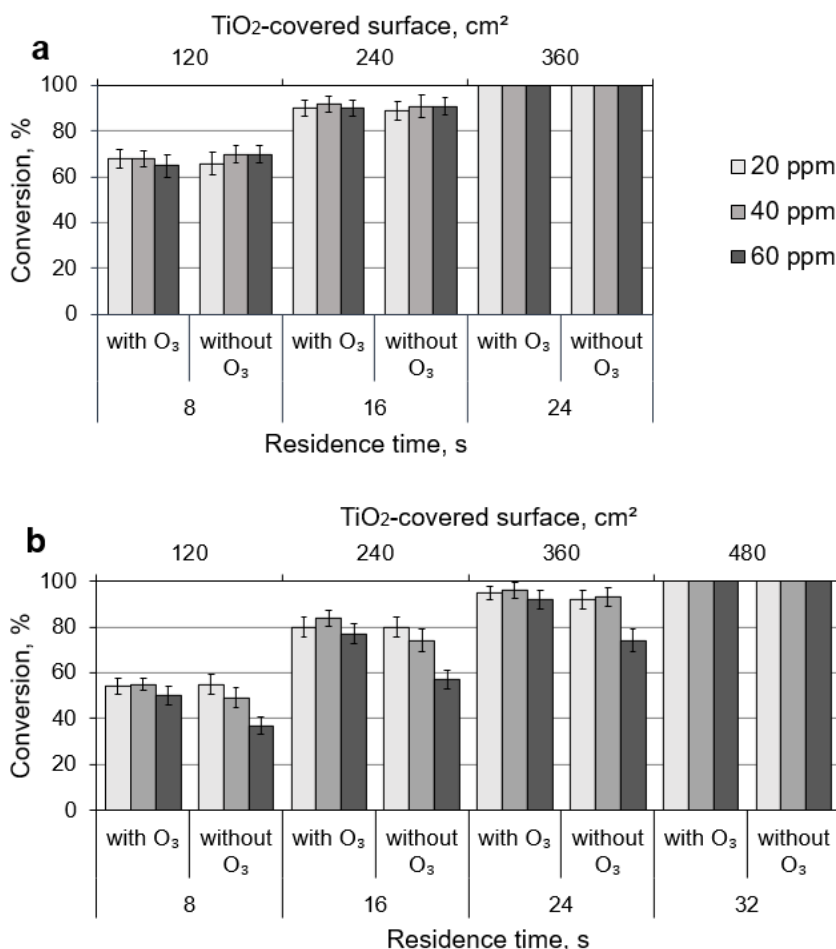 TiO₂-covered surface, cm²
a
120 240 360
100
80
60
40
20
0
Conversion, %
with O₃ without O₃ with O₃ without O₃ with O₃ without O₃
8 16 24
Residence time, s
20 ppm
40 ppm
60 ppm
TiO₂-covered surface, cm²
b
120 240 360 480
100
80
60
40
20
0
Conversion, %
with O₃ without O₃ with O₃ without O₃ with O₃ without O₃ with O₃ without O₃
8 16 24 32
Residence time, s